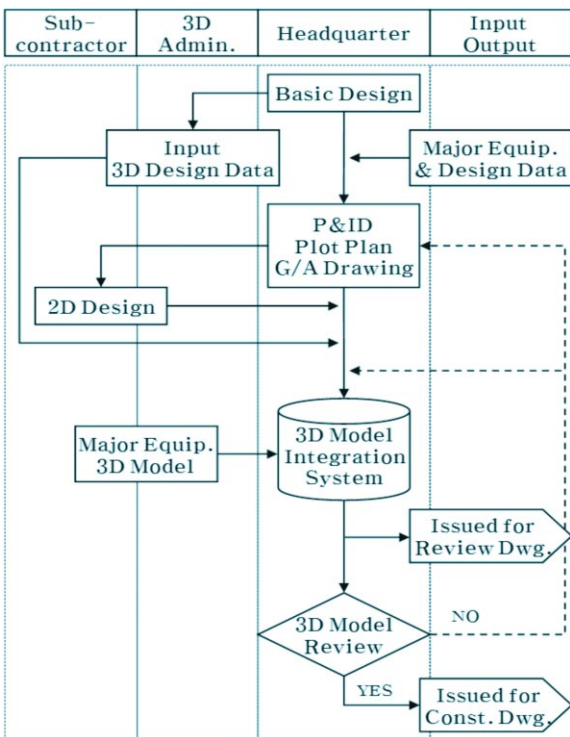 Sub-
contractor
3D
Admin.
Headquarter
Input
Output
Basic Design
Input
3D Design Data
Major Equip.
& Design Data
P&ID
Plot Plan
G/A Drawing
2D Design
Major Equip.
3D Model
3D Model
Integration
System
Issued for
Review Dwg.
3D Model
Review
NO
YES
Issued for
Const. Dwg.